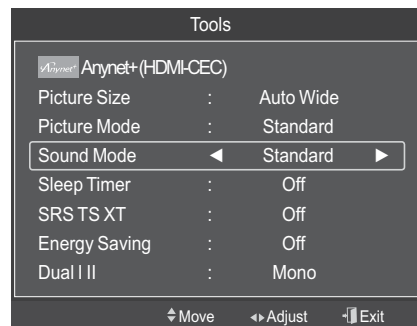 Tools
Anynet+ Anynet+(HDMI-CEC)
Picture Size : Auto Wide
Picture Mode : Standard
Sound Mode ◀ Standard ▶
Sleep Timer : Off
SRS TS XT : Off
Energy Saving : Off
Dual I II : Mono
Move Adjust Exit